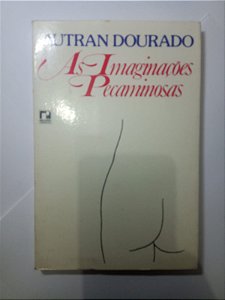 AUTRAN DOURADO
As Imaginações
Pecaminosas